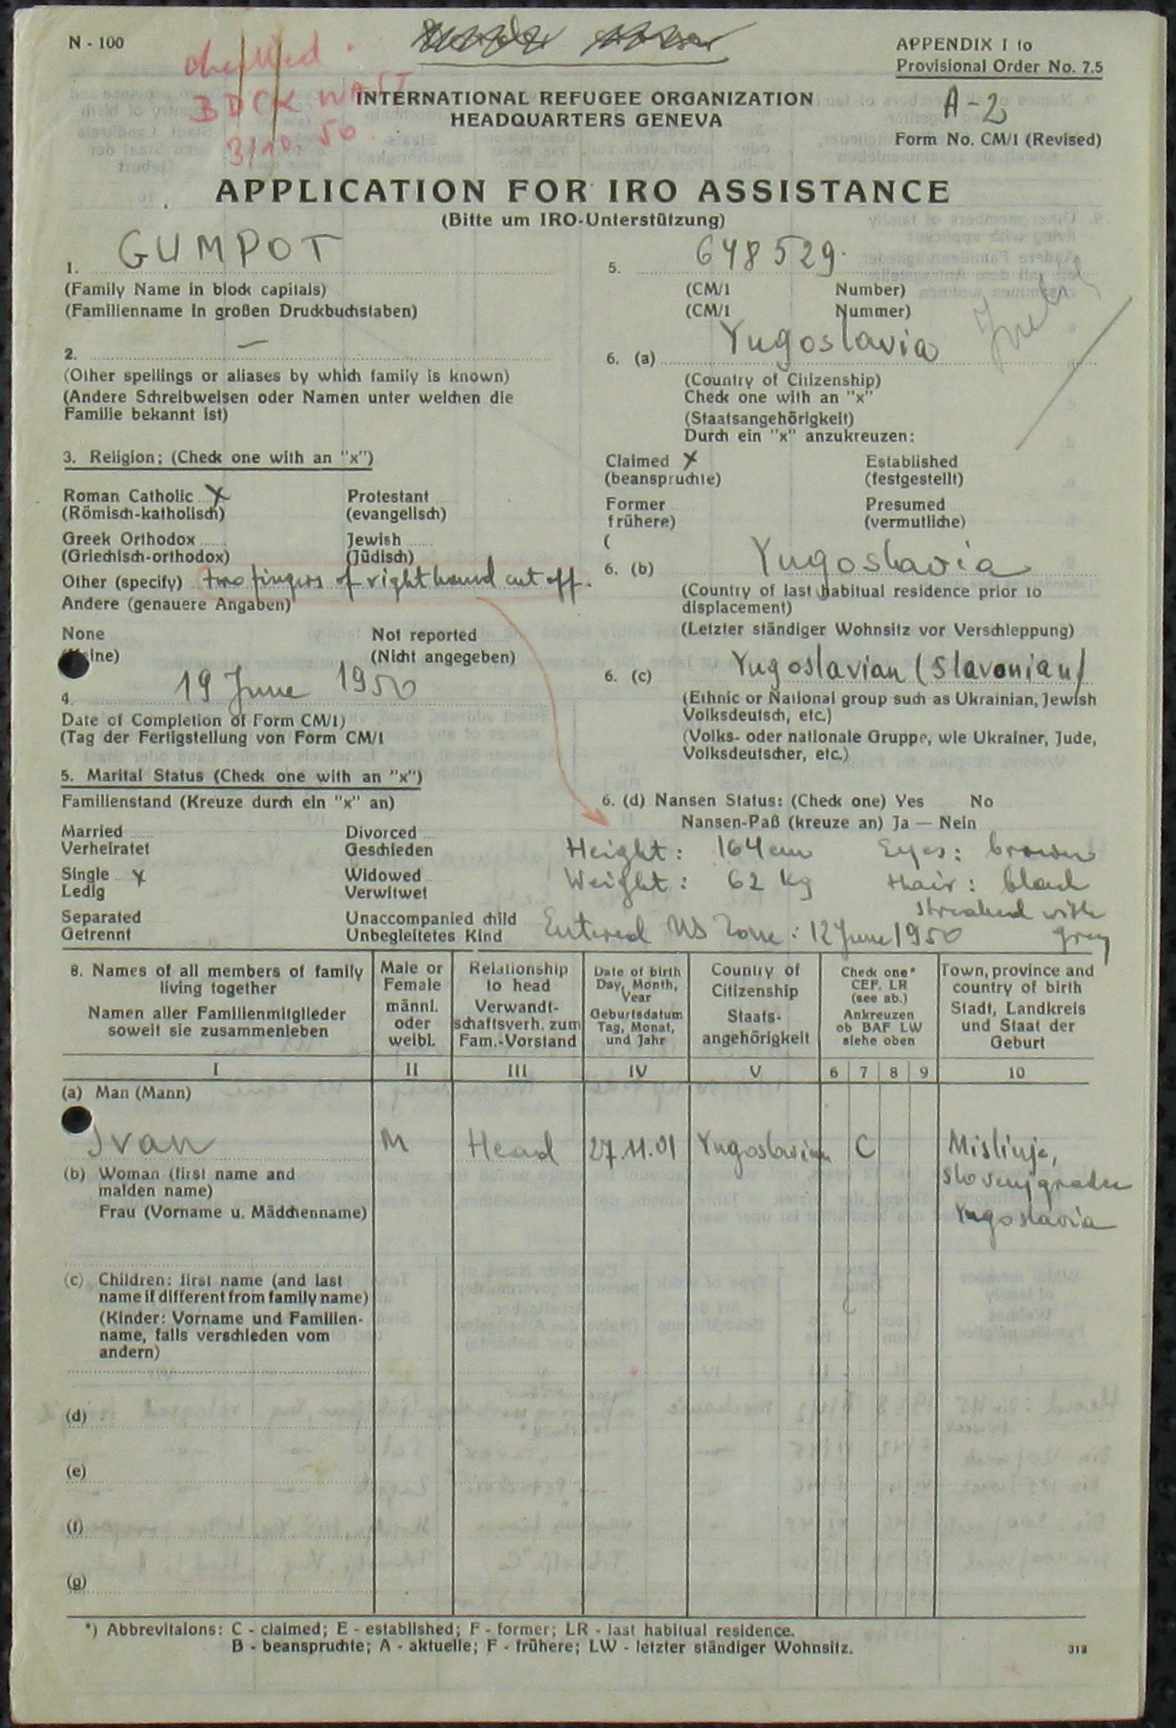 N - 100
checked
BDCK WAST
3/10. 50
APPENDIX I to
Provisional Order No. 7.5
A-2
Form No. CM/1 (Revised)
INTERNATIONAL REFUGEE ORGANIZATION
HEADQUARTERS GENEVA
APPLICATION FOR IRO ASSISTANCE
(Bitte um IRO-Unterstützung)
1. GUMPOT
(Family Name in block capitals)
(Familienname in großen Druckbuchstaben)
2. —
(Other spellings or aliases by which family is known)
(Andere Schreibweisen oder Namen unter welchen die
Familie bekannt ist)
3. Religion; (Check one with an "x")
Roman Catholic x Protestant
(Römisch-katholisch) (evangelisch)
Greek Orthodox Jewish
(Griechisch-orthodox) (Jüdisch)
Other (specify) two fingers of right hand cut off.
Andere (genauere Angaben)
None Not reported
(Keine) (Nicht angegeben)
4. 19 June 1950
Date of Completion of Form CM/1)
(Tag der Fertigstellung von Form CM/1
5. Marital Status (Check one with an "x")
Familienstand (Kreuze durch ein "x" an)
Married Divorced
Verheiratet Geschieden
Single x Widowed
Ledig Verwitwet
Separated Unaccompanied child
Getrennt Unbegleitetes Kind
5. 648529.
(CM/1 Number)
(CM/1 Nummer)
6. (a) Yugoslavia
(Country of Citizenship)
Check one with an "x"
(Staatsangehörigkeit)
Durch ein "x" anzukreuzen:
Claimed x Established
(beanspruchte) (festgestellt)
Former Presumed
frühere) (vermutliche)
(
6. (b) Yugoslavia
(Country of last habitual residence prior to
displacement)
(Letzter ständiger Wohnsitz vor Verschleppung)
6. (c) Yugoslavian (Slavonian)
(Ethnic or National group such as Ukrainian, Jewish
Volksdeutsch, etc.)
(Volks- oder nationale Gruppe, wie Ukrainer, Jude,
Volksdeutscher, etc.)
6. (d) Nansen Status: (Check one) Yes No
Nansen-Paß (kreuze an) Ja — Nein
Height: 164 cm Eyes: brown
Weight: 62 kg Hair: black
streaked with
grey
Entered US Zone: 12 June 1950
8. Names of all members of family
living together
Namen aller Familienmitglieder
soweit sie zusammenleben
Male or
Female
männl.
oder
weibl.
Relationship
to head
Verwandt-
schaftsverh. zum
Fam.-Vorstand
Date of birth
Day, Month,
Year
Geburtsdatum
Tag, Monat,
und Jahr
Country of
Citizenship
Staats-
angehörigkeit
Check one*
CEF. LR
(see ab.)
Ankreuzen
ob BAF LW
siehe oben
Town, province and
country of birth
Stadt, Landkreis
und Staat der
Geburt
I II III IV V 6 7 8 9 10
(a) Man (Mann)
Ivan M Head 27.11.01 Yugoslavian C Mislinje,
Slovenjgradec
Yugoslavia
(b) Woman (first name and
maiden name)
Frau (Vorname u. Mädchenname)
(c) Children: first name (and last
name if different from family name)
(Kinder: Vorname und Familien-
name, falls verschieden vom
andern)
(d)
(e)
(f)
(g)
*) Abbrevitaions: C - claimed; E - established; F - former; LR - last habitual residence.
B - beanspruchte; A - aktuelle; F - frühere; LW - letzter ständiger Wohnsitz.
318